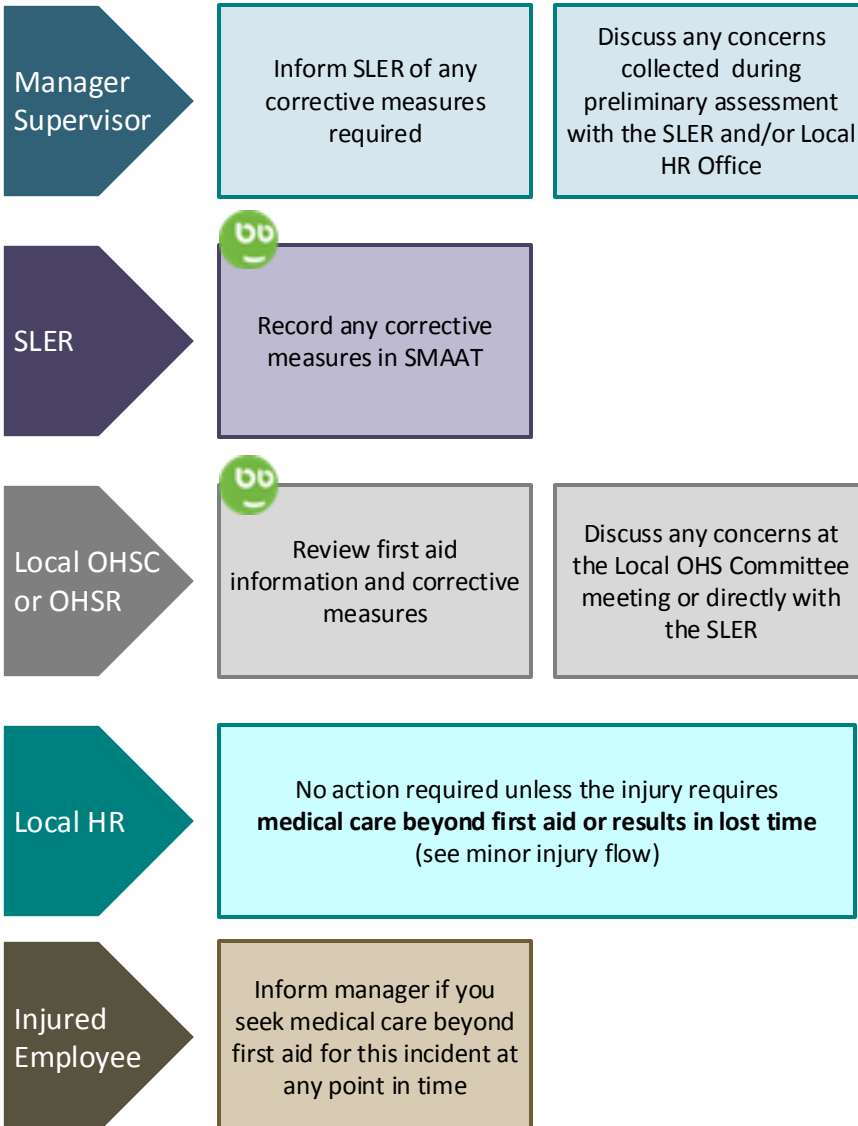 Manager
Supervisor
Inform SLER of any
corrective measures
required
Discuss any concerns
collected during
preliminary assessment
with the SLER and/or Local
HR Office
SLER
Record any corrective
measures in SMAAT
Local OHSC
or OHSR
Review first aid
information and corrective
measures
Discuss any concerns at
the Local OHS Committee
meeting or directly with
the SLER
Local HR
No action required unless the injury requires
medical care beyond first aid or results in lost time
(see minor injury flow)
Injured
Employee
Inform manager if you
seek medical care beyond
first aid for this incident at
any point in time